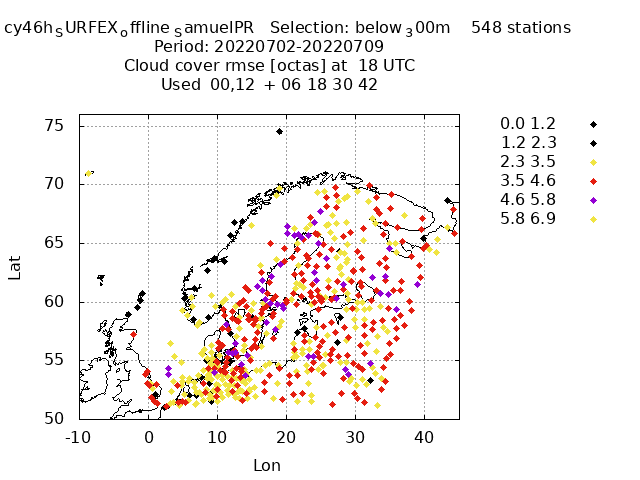 cy46h_SURFEX_offline_SamuelPR Selection: below_300m 548 stations
Period: 20220702-20220709
Cloud cover rmse [octas] at 18 UTC
Used 00,12 + 06 18 30 42
0.0 1.2
1.2 2.3
2.3 3.5
3.5 4.6
4.6 5.8
5.8 6.9
75
70
65
60
55
50
Lat
-10 0 10 20 30 40
Lon